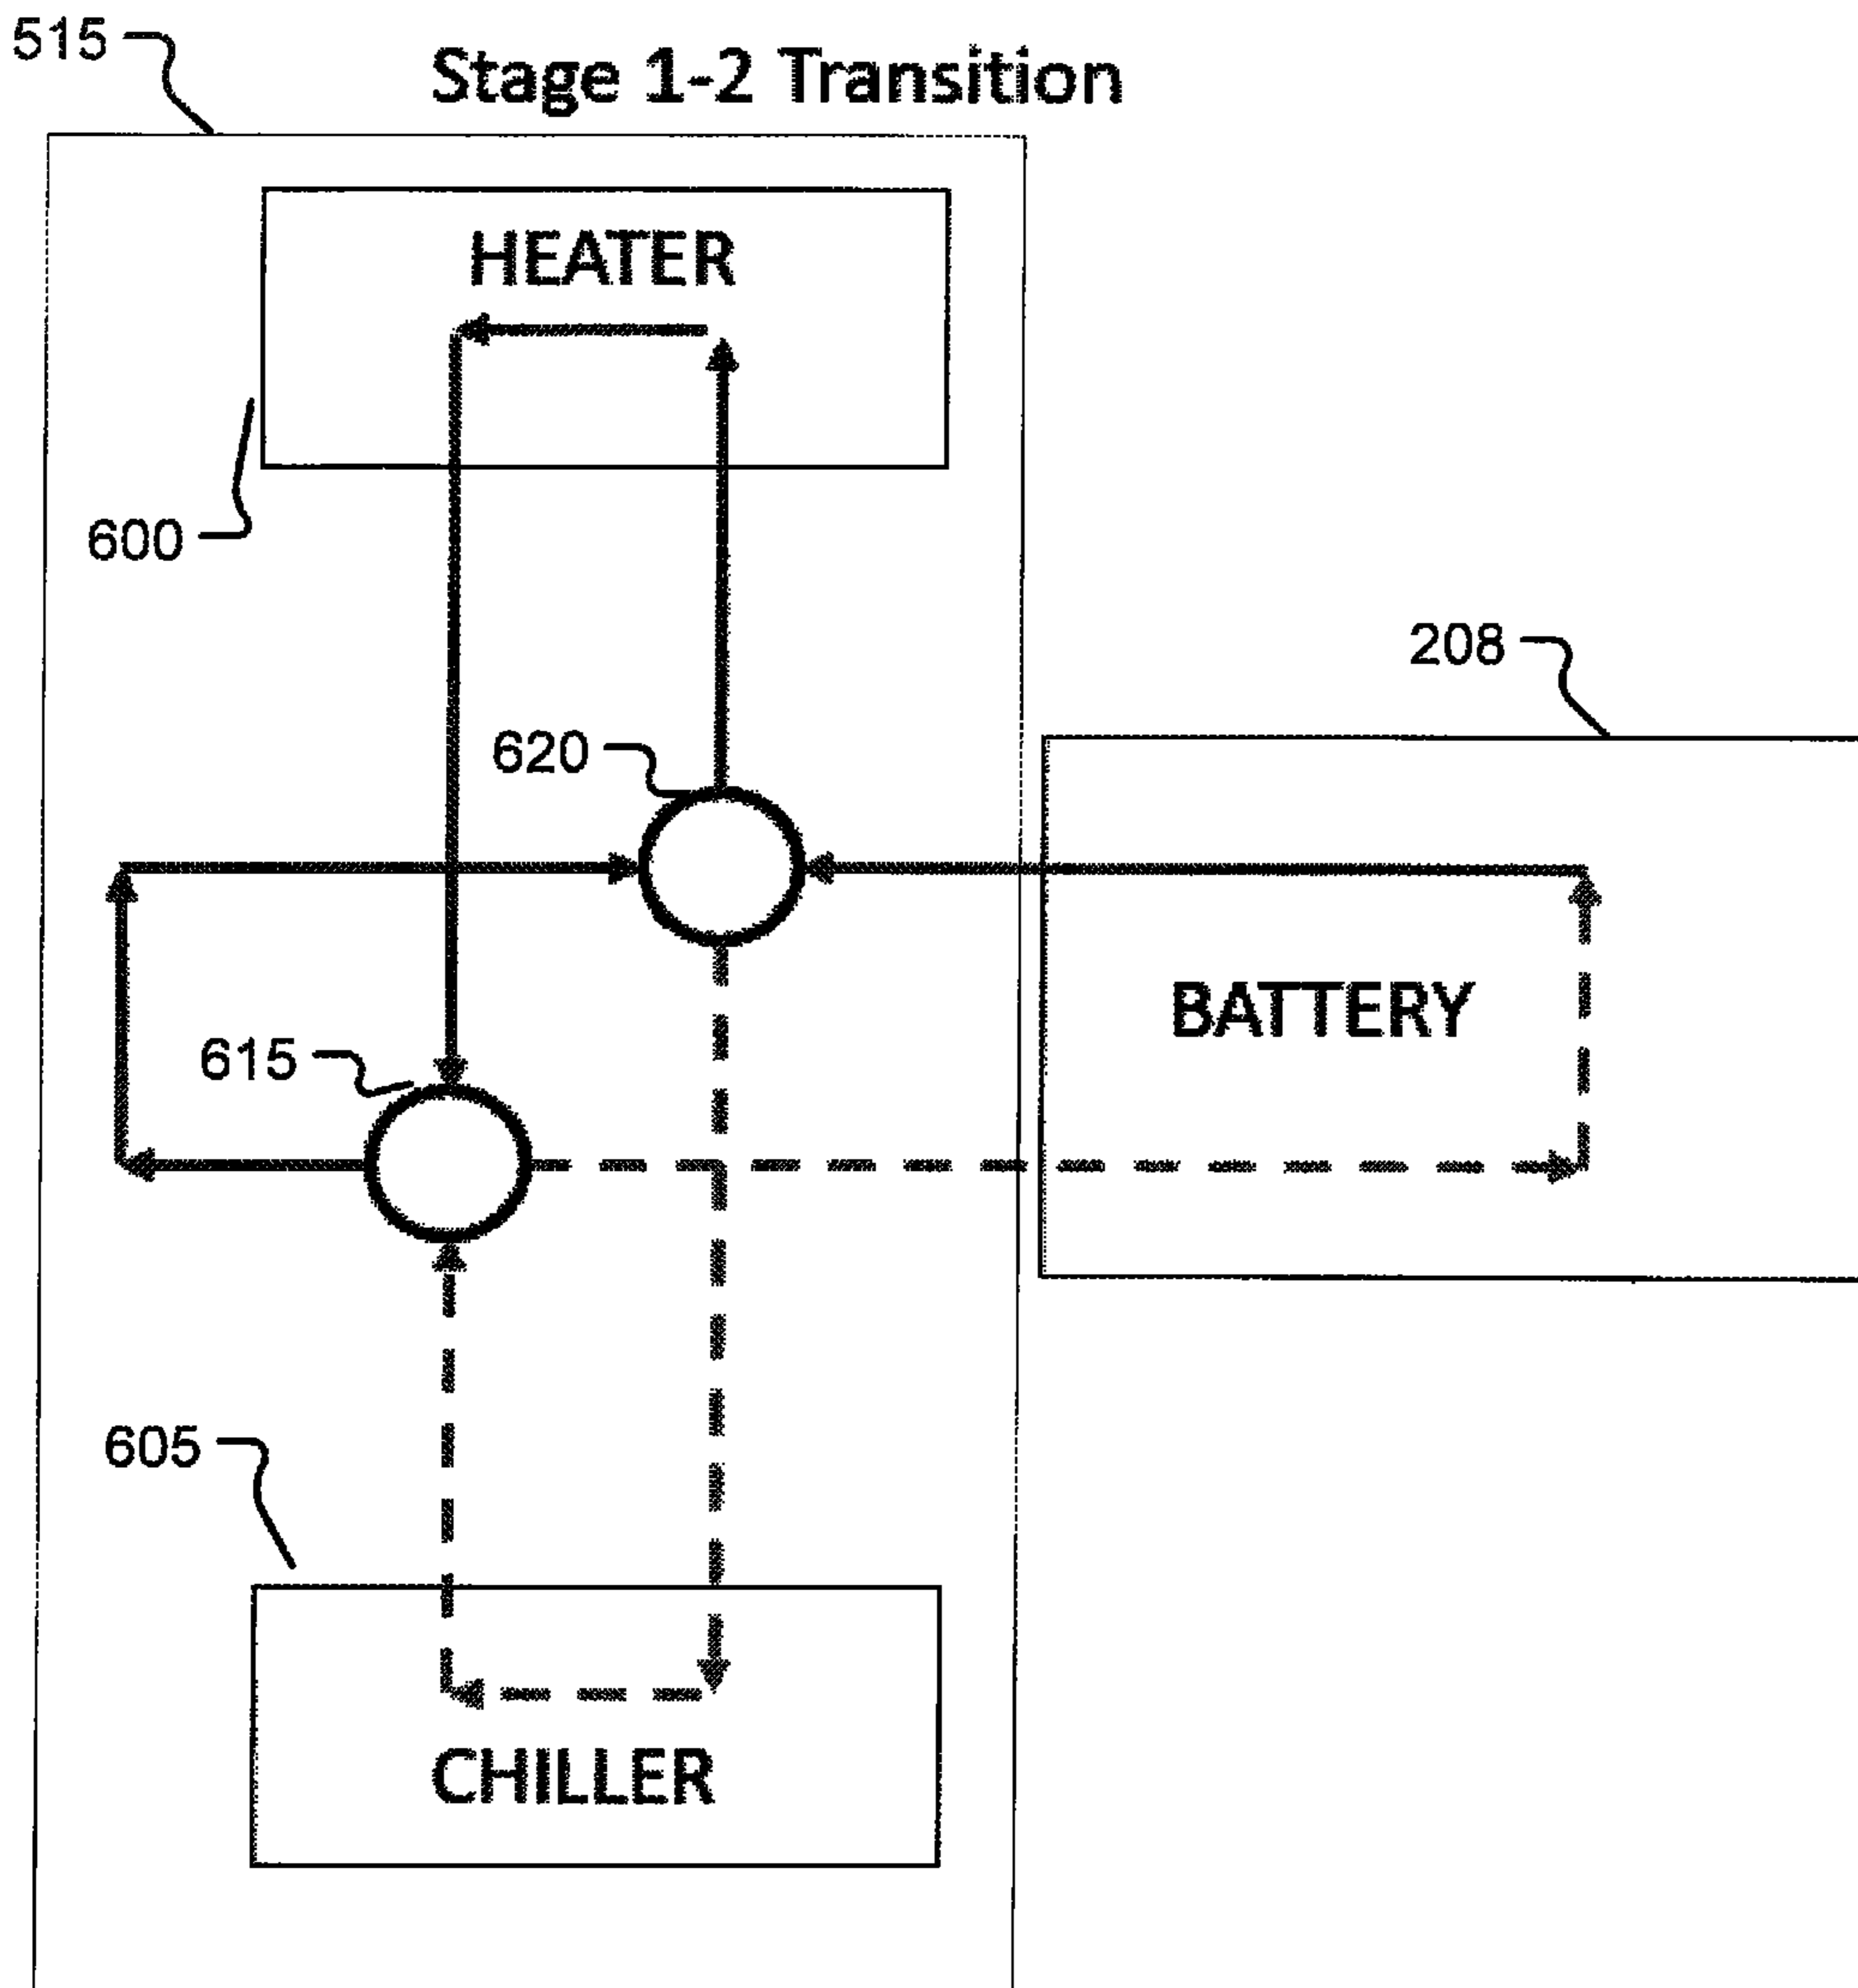 515
Stage 1-2 Transition
HEATER
600
208
620
BATTERY
615
605
CHILLER